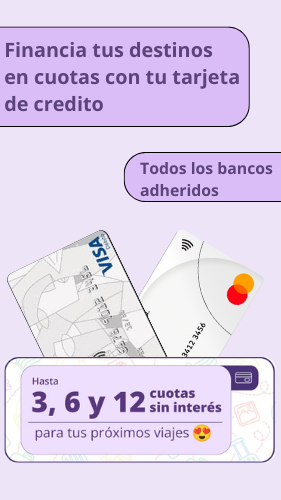 Financia tus destinos
en cuotas con tu tarjeta
de credito
Todos los bancos
adheridos
VISA
3412 3456
Hasta
3, 6 y 12 cuotas
sin interés
para tus próximos viajes 😍